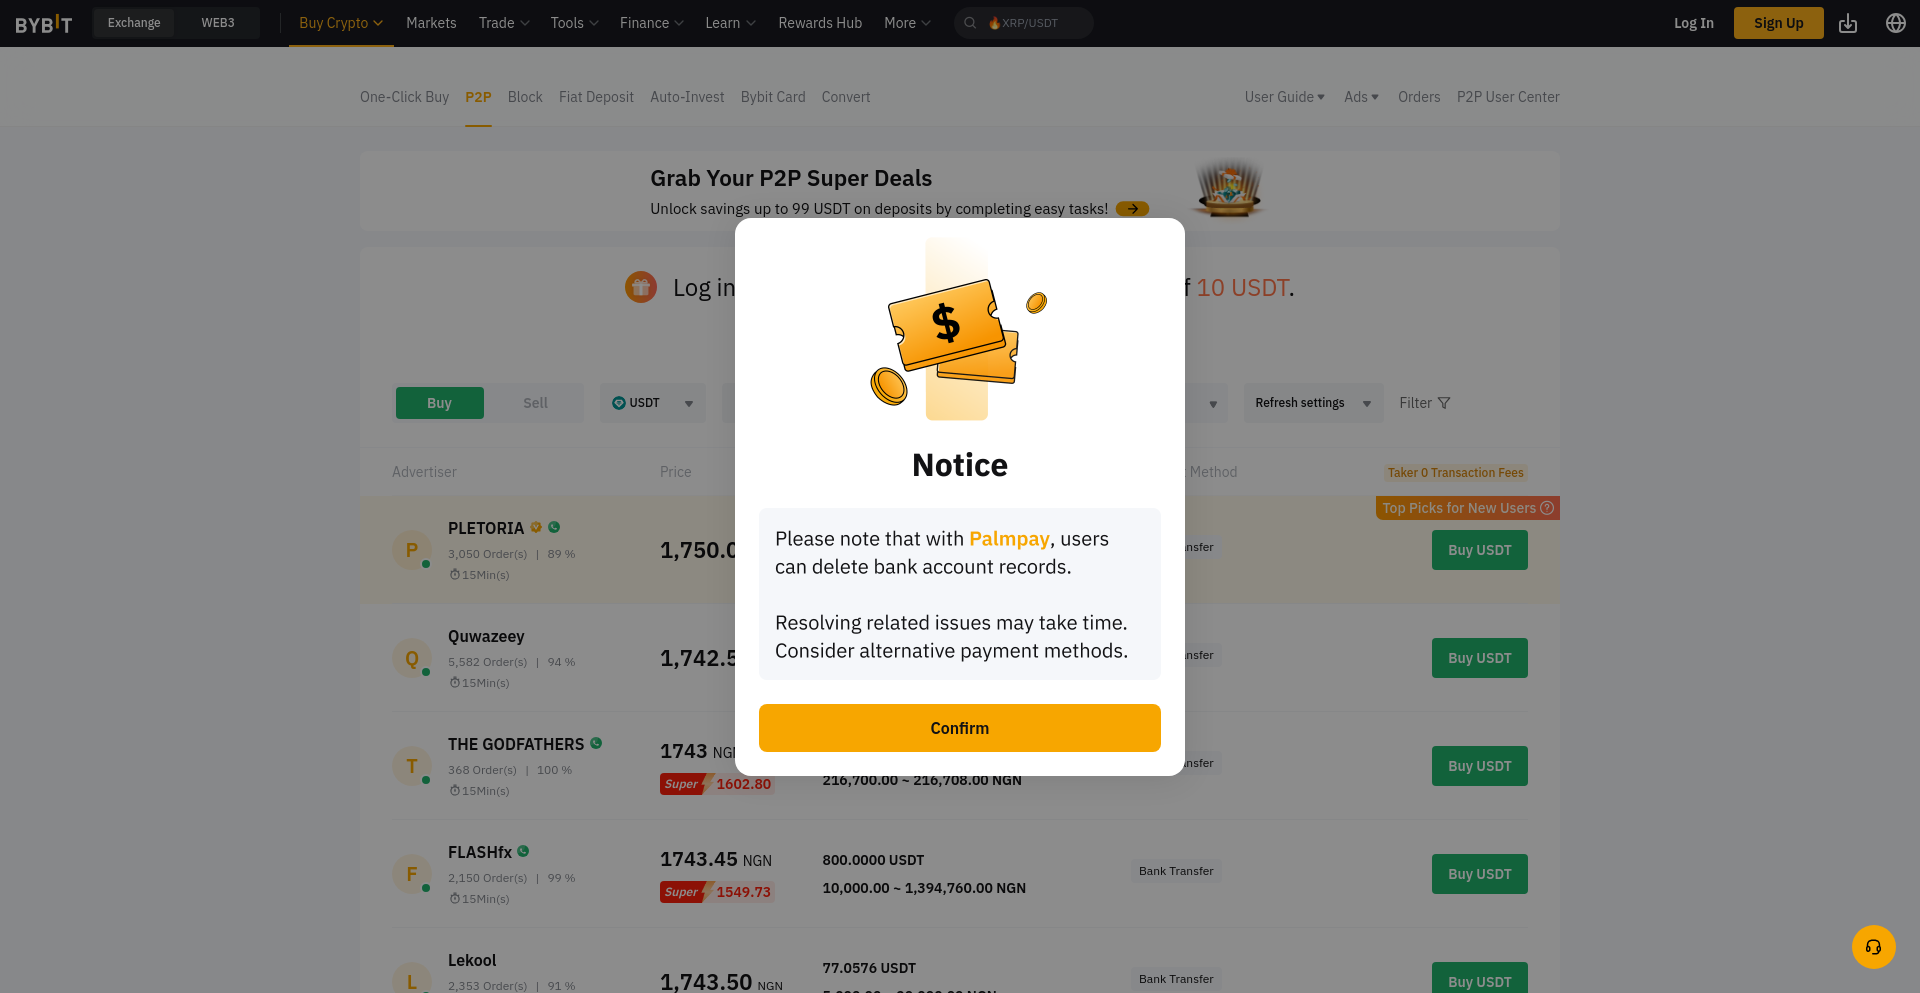 BYBIT Exchange WEB3 Buy Crypto Markets Trade Tools Finance Learn Rewards Hub More XRP/USDT Log In Sign Up
One-Click Buy P2P Block Fiat Deposit Auto-Invest Bybit Card Convert User Guide Ads Orders P2P User Center
Grab Your P2P Super Deals
Unlock savings up to 99 USDT on deposits by completing easy tasks!
Log in 10 USDT.
Buy Sell USDT Refresh settings Filter
Advertiser Price Method Taker 0 Transaction Fees
Top Picks for New Users
PLETORIA
3,050 Order(s) | 89 %
15Min(s)
1,750.0
Buy USDT
Quwazeey
5,582 Order(s) | 94 %
15Min(s)
1,742.5
Buy USDT
THE GODFATHERS
368 Order(s) | 100 %
15Min(s)
1743 NGN
Super 1602.80
216,700.00 ~ 216,708.00 NGN
Buy USDT
FLASHfx
2,150 Order(s) | 99 %
15Min(s)
1743.45 NGN
Super 1549.73
800.0000 USDT
10,000.00 ~ 1,394,760.00 NGN
Bank Transfer
Buy USDT
Lekool
2,353 Order(s) | 91 %
1,743.50 NGN
77.0576 USDT
Bank Transfer
Buy USDT
$
Notice
Please note that with Palmpay, users
can delete bank account records.
Resolving related issues may take time.
Consider alternative payment methods.
Confirm